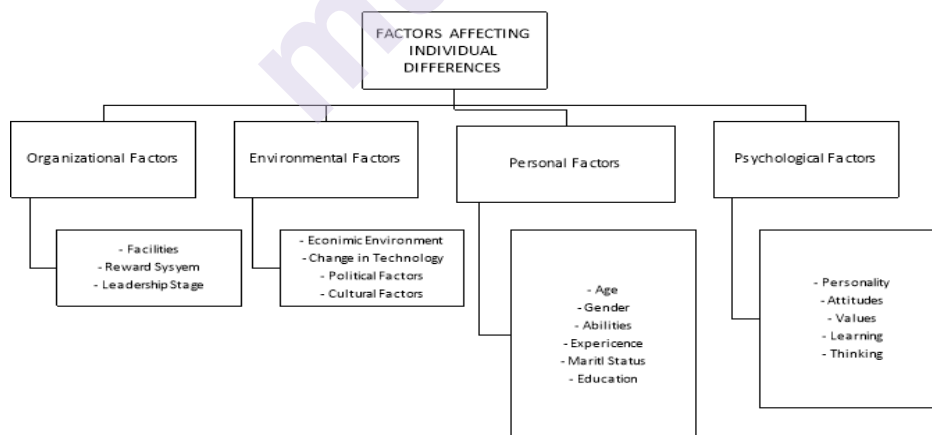 FACTORS AFFECTING
INDIVIDUAL
DIFFERENCES
Organizational Factors
Environmental Factors
Personal Factors
Psychological Factors
- Facilities
- Reward Sysyem
- Leadership Stage
- Econimic Environment
- Change in Technology
- Political Factors
- Cultural Factors
- Age
- Gender
- Abilities
- Expericence
- Maritl Status
- Education
- Personality
- Attitudes
- Values
- Learning
- Thinking